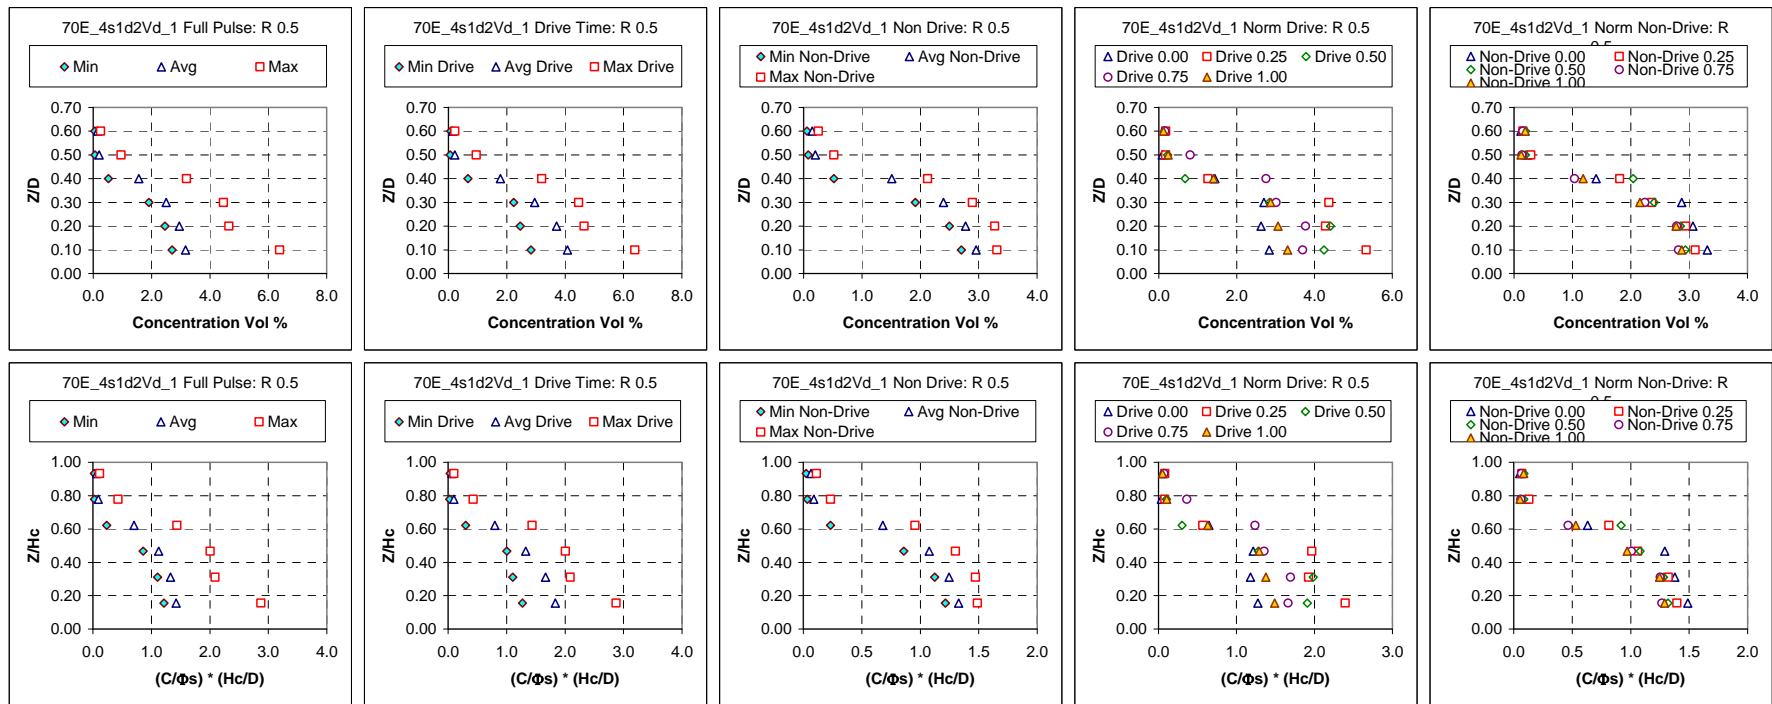 70E_4s1d2Vd_1 Full Pulse: R 0.5
Min Avg Max
0.70
0.60
0.50
0.40
0.30
0.20
0.10
0.00
Z/D
0.0 2.0 4.0 6.0 8.0
Concentration Vol %
70E_4s1d2Vd_1 Drive Time: R 0.5
Min Drive Avg Drive Max Drive
0.70
0.60
0.50
0.40
0.30
0.20
0.10
0.00
Z/D
0.0 2.0 4.0 6.0 8.0
Concentration Vol %
70E_4s1d2Vd_1 Non Drive: R 0.5
Min Non-Drive Avg Non-Drive
Max Non-Drive
0.70
0.60
0.50
0.40
0.30
0.20
0.10
0.00
Z/D
0.0 1.0 2.0 3.0 4.0
Concentration Vol %
70E_4s1d2Vd_1 Norm Drive: R 0.5
Drive 0.00 Drive 0.25 Drive 0.50
Drive 0.75 Drive 1.00
0.70
0.60
0.50
0.40
0.30
0.20
0.10
0.00
Z/D
0.0 2.0 4.0 6.0
Concentration Vol %
70E_4s1d2Vd_1 Norm Non-Drive: R
0.5
Non-Drive 0.00 Non-Drive 0.25
Non-Drive 0.50 Non-Drive 0.75
Non-Drive 1.00
0.70
0.60
0.50
0.40
0.30
0.20
0.10
0.00
Z/D
0.0 1.0 2.0 3.0 4.0
Concentration Vol %
70E_4s1d2Vd_1 Full Pulse: R 0.5
Min Avg Max
1.00
0.80
0.60
0.40
0.20
0.00
Z/Hc
0.0 1.0 2.0 3.0 4.0
(C/Φs) * (Hc/D)
70E_4s1d2Vd_1 Drive Time: R 0.5
Min Drive Avg Drive Max Drive
1.00
0.80
0.60
0.40
0.20
0.00
Z/Hc
0.0 1.0 2.0 3.0 4.0
(C/Φs) * (Hc/D)
70E_4s1d2Vd_1 Non Drive: R 0.5
Min Non-Drive Avg Non-Drive
Max Non-Drive
1.00
0.80
0.60
0.40
0.20
0.00
Z/Hc
0.0 0.5 1.0 1.5 2.0
(C/Φs) * (Hc/D)
70E_4s1d2Vd_1 Norm Drive: R 0.5
Drive 0.00 Drive 0.25 Drive 0.50
Drive 0.75 Drive 1.00
1.00
0.80
0.60
0.40
0.20
0.00
Z/Hc
0.0 1.0 2.0 3.0
(C/Φs) * (Hc/D)
70E_4s1d2Vd_1 Norm Non-Drive: R
0.5
Non-Drive 0.00 Non-Drive 0.25
Non-Drive 0.50 Non-Drive 0.75
Non-Drive 1.00
1.00
0.80
0.60
0.40
0.20
0.00
Z/Hc
0.0 0.5 1.0 1.5 2.0
(C/Φs) * (Hc/D)